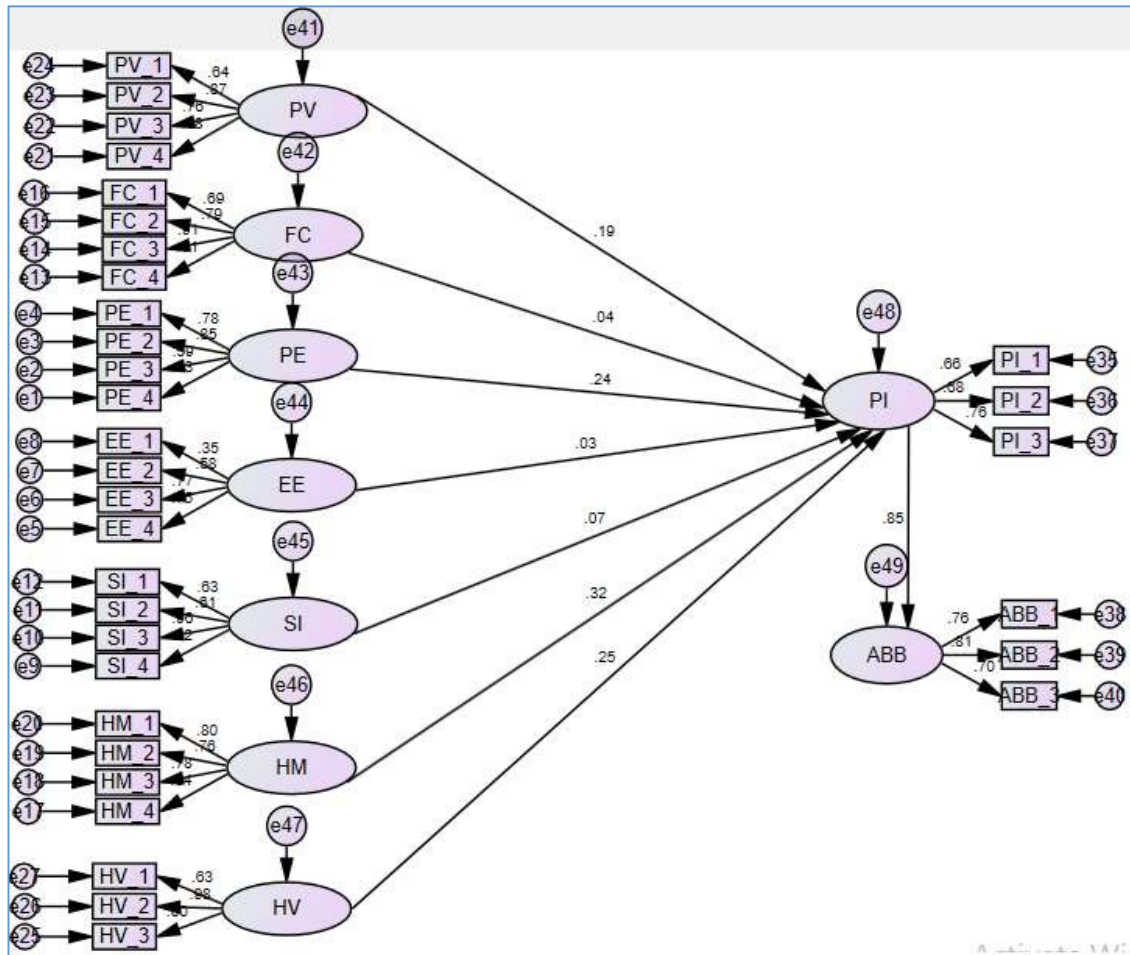 e41
e24 PV_1 .64
e23 PV_2 .87
e22 PV_3 .76
e21 PV_4
PV
e42
e16 FC_1 .69
e15 FC_2 .79
e14 FC_3
e13 FC_4
FC
.19
e43
e4 PE_1 .78
e3 PE_2 .85
e2 PE_3
e1 PE_4
PE
.04
.24
e48
PI
.66 PI_1 e35
.68 PI_2 e36
.76 PI_3 e37
e44
e8 EE_1 .35
e7 EE_2
e6 EE_3 .77
e5 EE_4
EE
.03
e45
e12 SI_1 .63
e11 SI_2
e10 SI_3
e9 SI_4
SI
.07
.85
e49
ABB
.76 ABB_1 e38
.81 ABB_2 e39
.70 ABB_3 e40
e46
e20 HM_1 .80
e19 HM_2 .76
e18 HM_3 .78
e17 HM_4
HM
.32
.25
e47
e27 HV_1 .63
e26 HV_2
e25 HV_3
HV